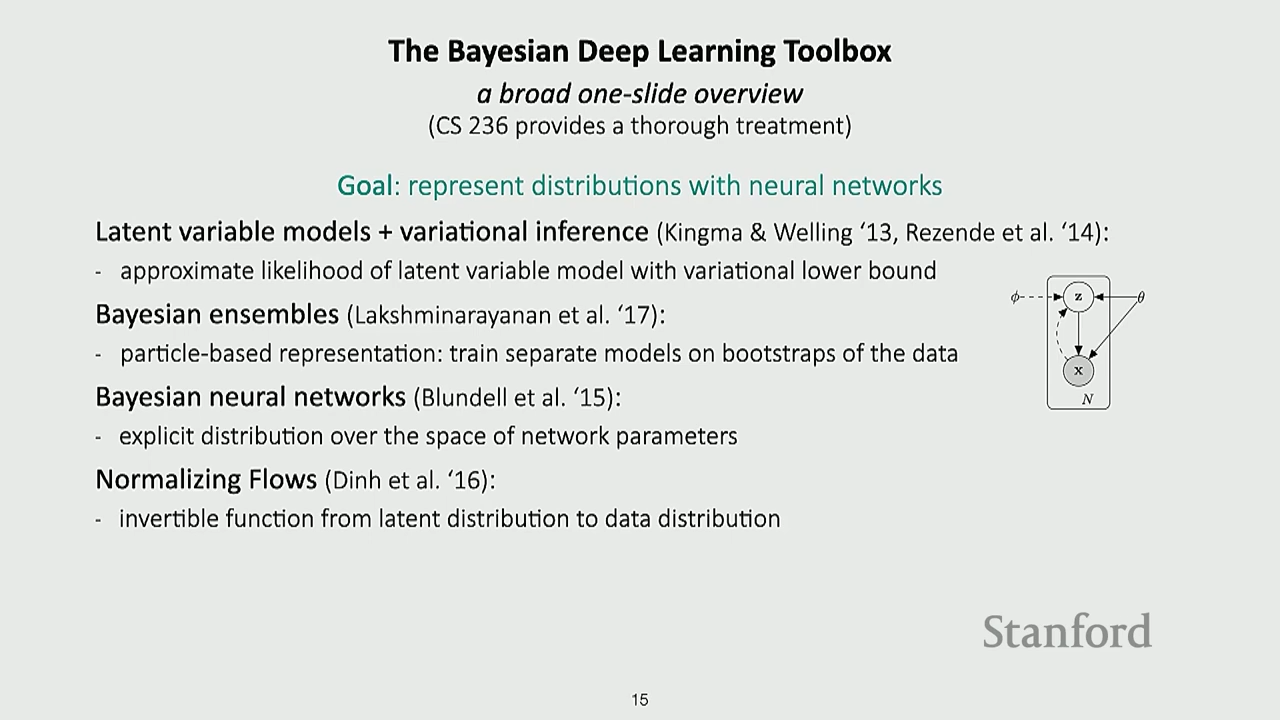 The Bayesian Deep Learning Toolbox
a broad one-slide overview
(CS 236 provides a thorough treatment)
Goal: represent distributions with neural networks
Latent variable models + variational inference (Kingma & Welling ‘13, Rezende et al. ‘14):
- approximate likelihood of latent variable model with variational lower bound
Bayesian ensembles (Lakshminarayanan et al. ‘17):
- particle-based representation: train separate models on bootstraps of the data
Bayesian neural networks (Blundell et al. ‘15):
- explicit distribution over the space of network parameters
Normalizing Flows (Dinh et al. ‘16):
- invertible function from latent distribution to data distribution
ϕ z θ
x
N
Stanford
15